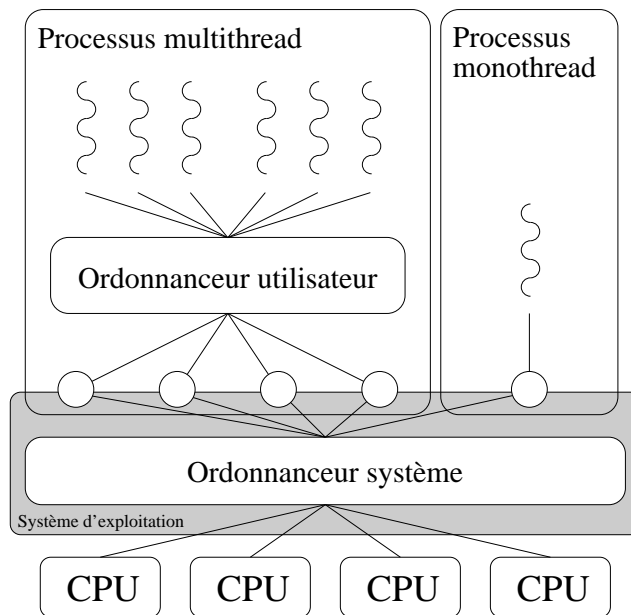 Processus multithread
Processus
monothread
Ordonnanceur utilisateur
Ordonnanceur système
Système d'exploitation
CPU
CPU
CPU
CPU